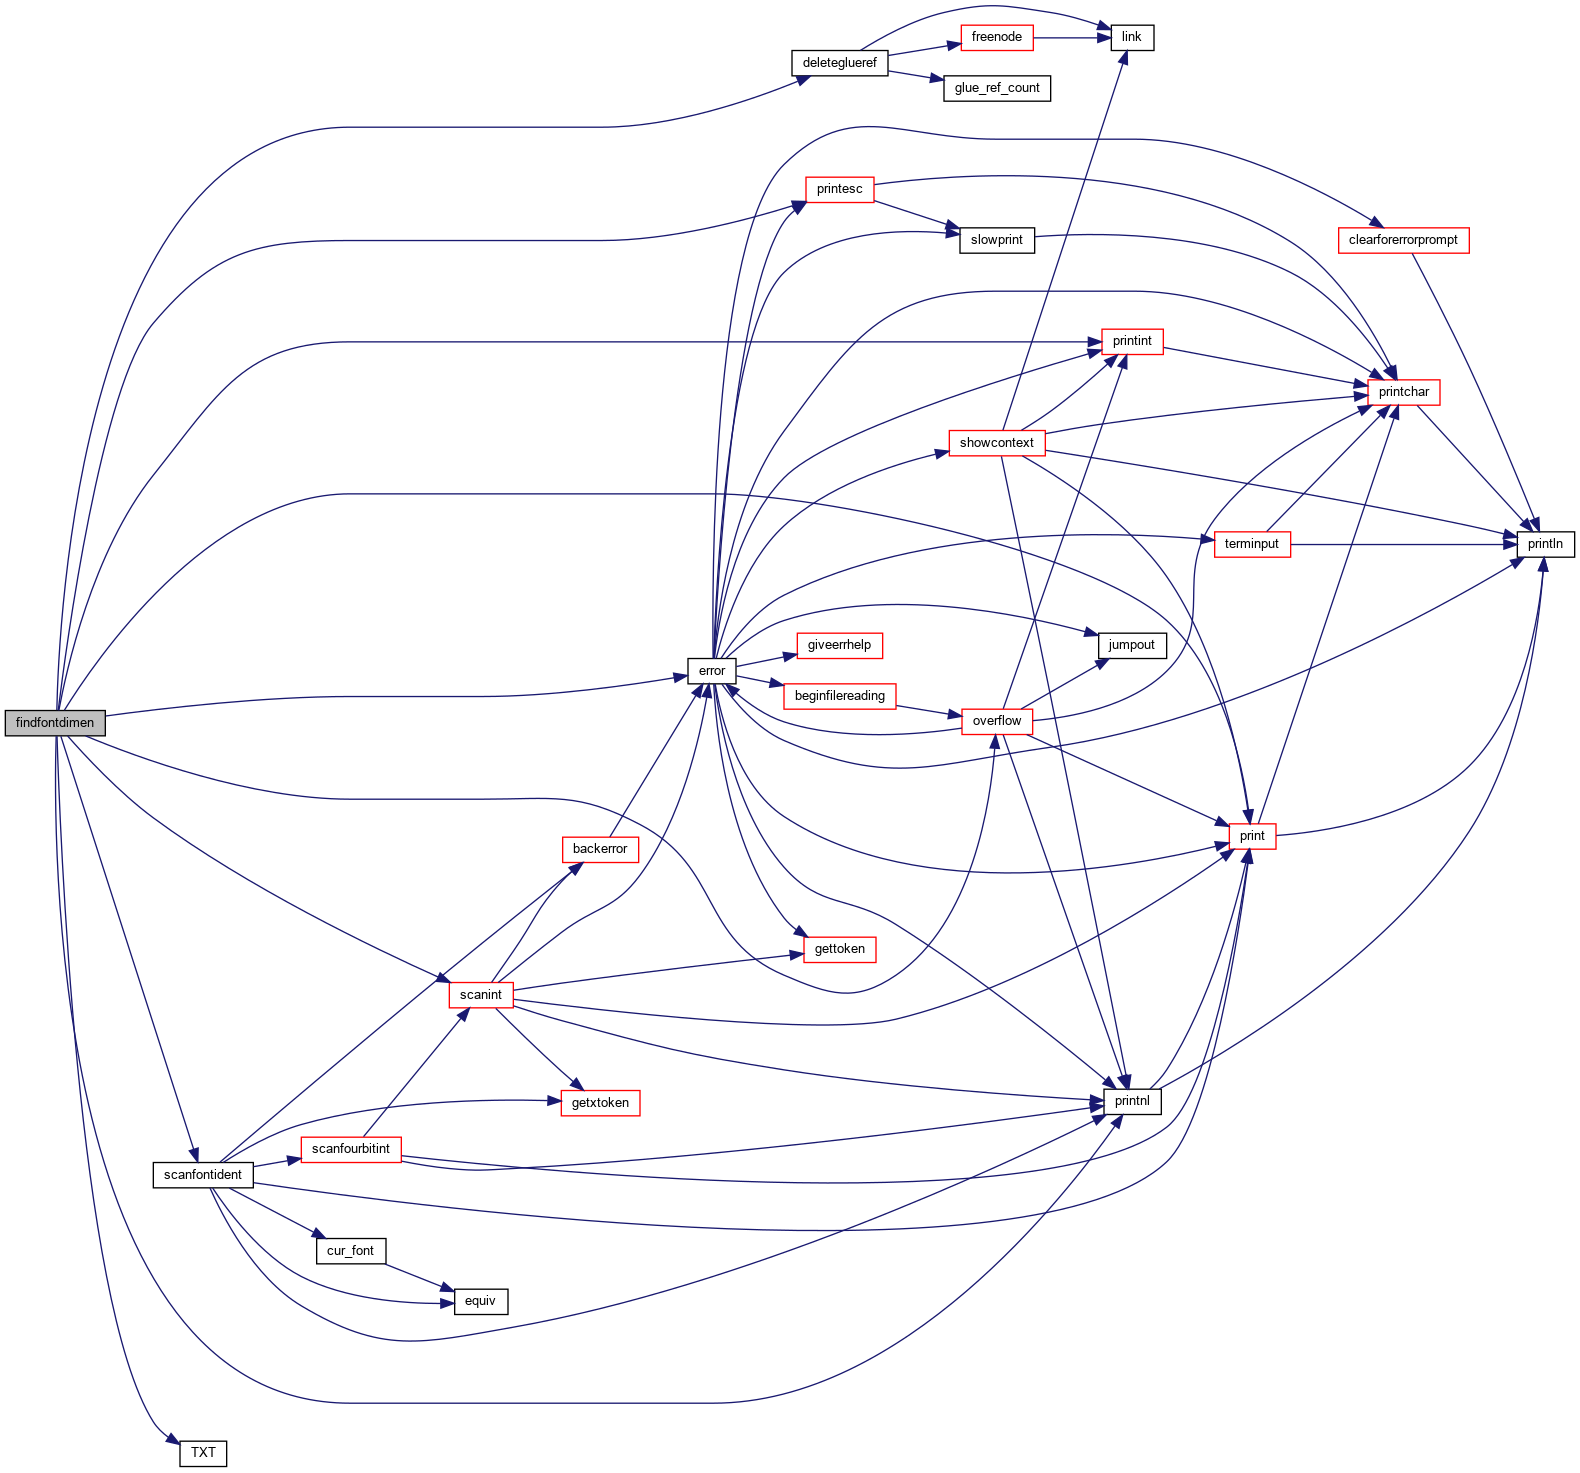 link
freenode
deleteglueref
glue_ref_count
printesc
slowprint
clearforerrorprompt
printint
printchar
showcontext
terminput
println
giveerrhelp
jumpout
error
beginfilereading
findfontdimen
overflow
print
backerror
gettoken
scanint
getxtoken
printnl
scanfourbitint
scanfontident
cur_font
equiv
TXT